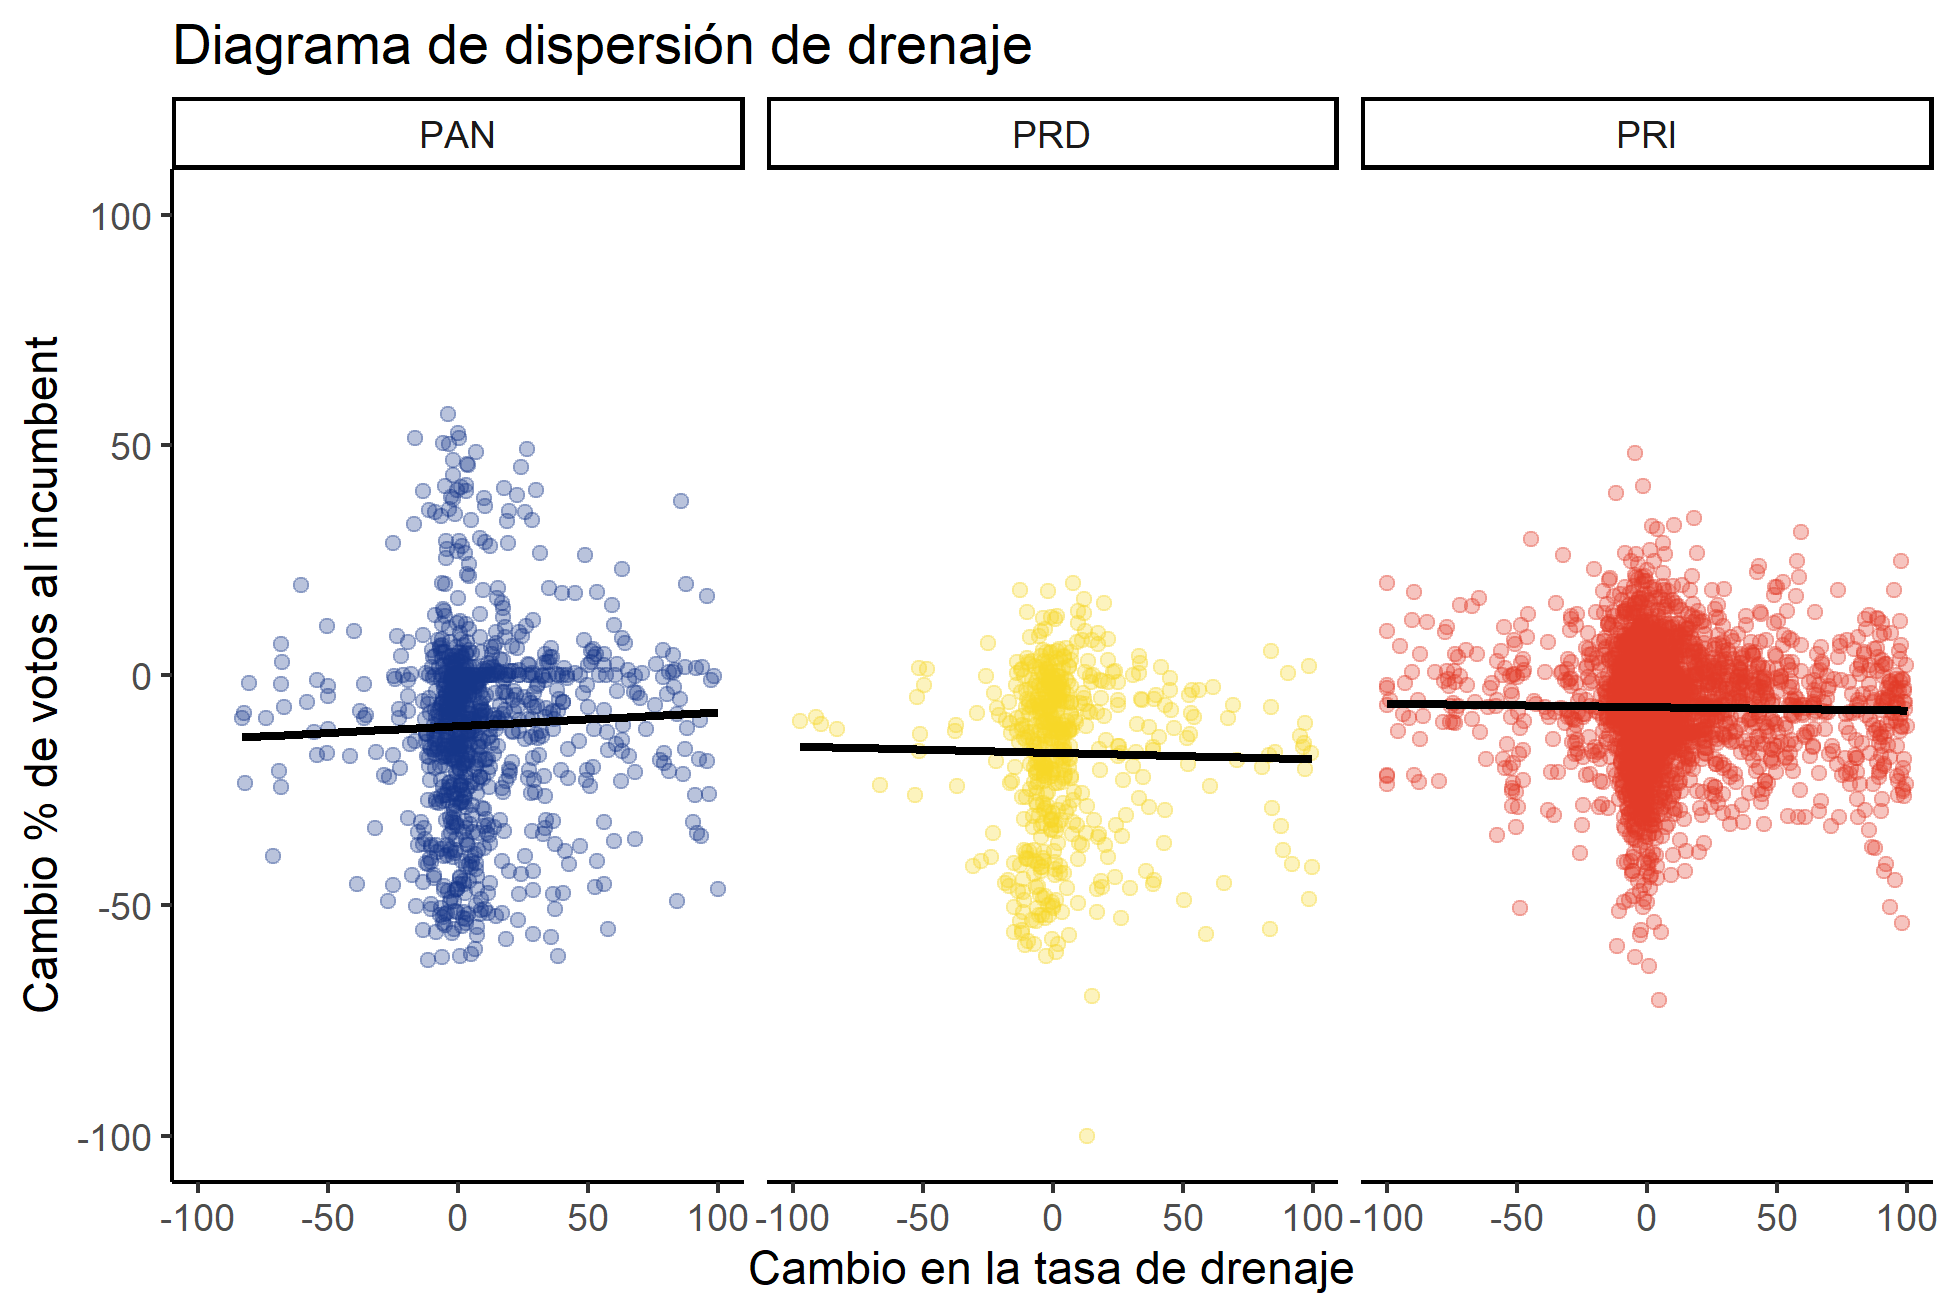 Diagrama de dispersión de drenaje
PAN
PRD
PRI
Cambio % de votos al incumbent
100
50
0
-50
-100
-100 -50 0 50 100
-100 -50 0 50 100
-100 -50 0 50 100
Cambio en la tasa de drenaje